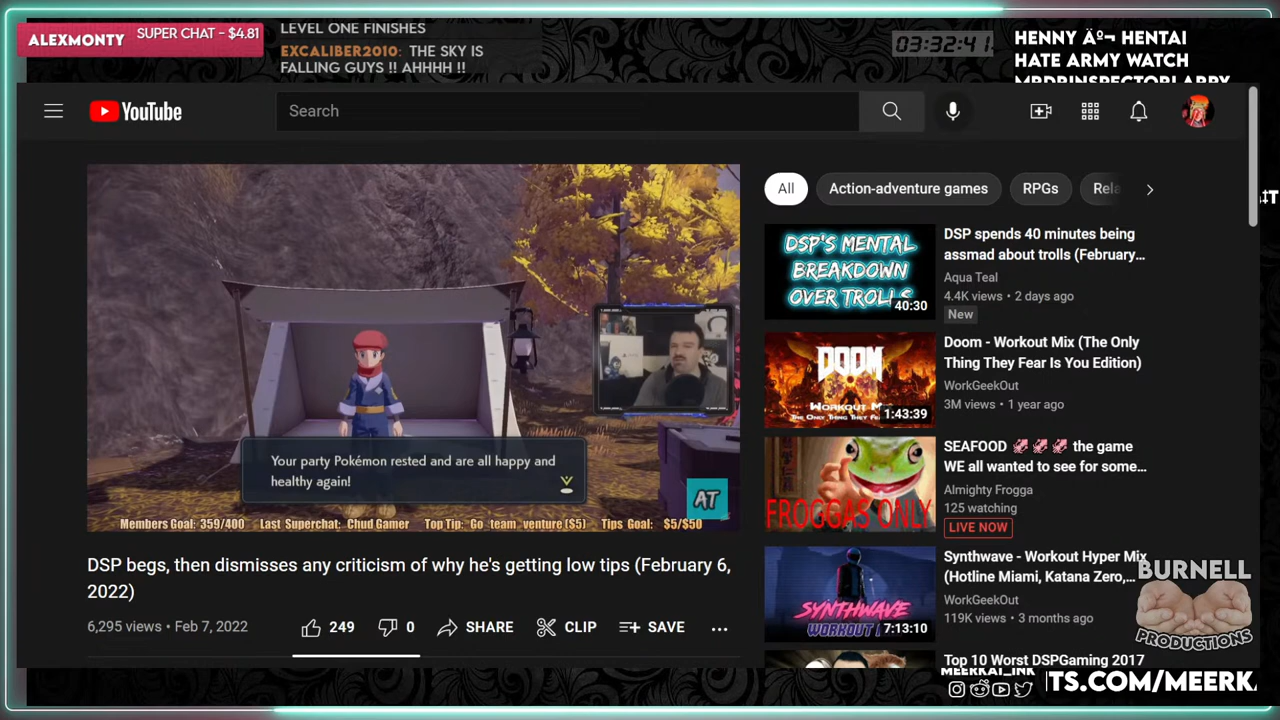 ALEXMONTY
SUPER CHAT - $4.81
LEVEL ONE FINISHES
EXCALIBER2010: THE SKY IS
FALLING GUYS !! AHHHH !!
03:32:41
HENNY Äº¬ HENTAI
HATE ARMY WATCH
MRDRINSPECTORLARRY
YouTube
Search
All
Action-adventure games
RPGs
Rela
DSP'S MENTAL
BREAKDOWN
OVER TROLLS
40:30
DSP spends 40 minutes being
assmad about trolls (February...
Aqua Teal
4.4K views • 2 days ago
New
DOOM
1:43:39
Doom - Workout Mix (The Only
Thing They Fear Is You Edition)
WorkGeekOut
3M views • 1 year ago
FROGGAS ONLY
SEAFOOD 🦑 🦑 🦑 the game
WE all wanted to see for some...
Almighty Frogga
125 watching
LIVE NOW
SYNTHWAVE
WORKOUT
7:13:10
Synthwave - Workout Hyper Mix
(Hotline Miami, Katana Zero,...
WorkGeekOut
119K views • 3 months ago
Top 10 Worst DSPGaming 2017
Your party Pokémon rested and are all happy and
healthy again!
AT
Members Goal: 359/400 Last Superchat: Chud Gamer Top Tip: Go_team_venture ($5) Tips Goal: $5/$50
DSP begs, then dismisses any criticism of why he's getting low tips (February 6,
2022)
6,295 views • Feb 7, 2022
249
0
SHARE
CLIP
SAVE
BURNELL
PRODUCTIONS
MEERKAT_INK
TS.COM/MEERKA